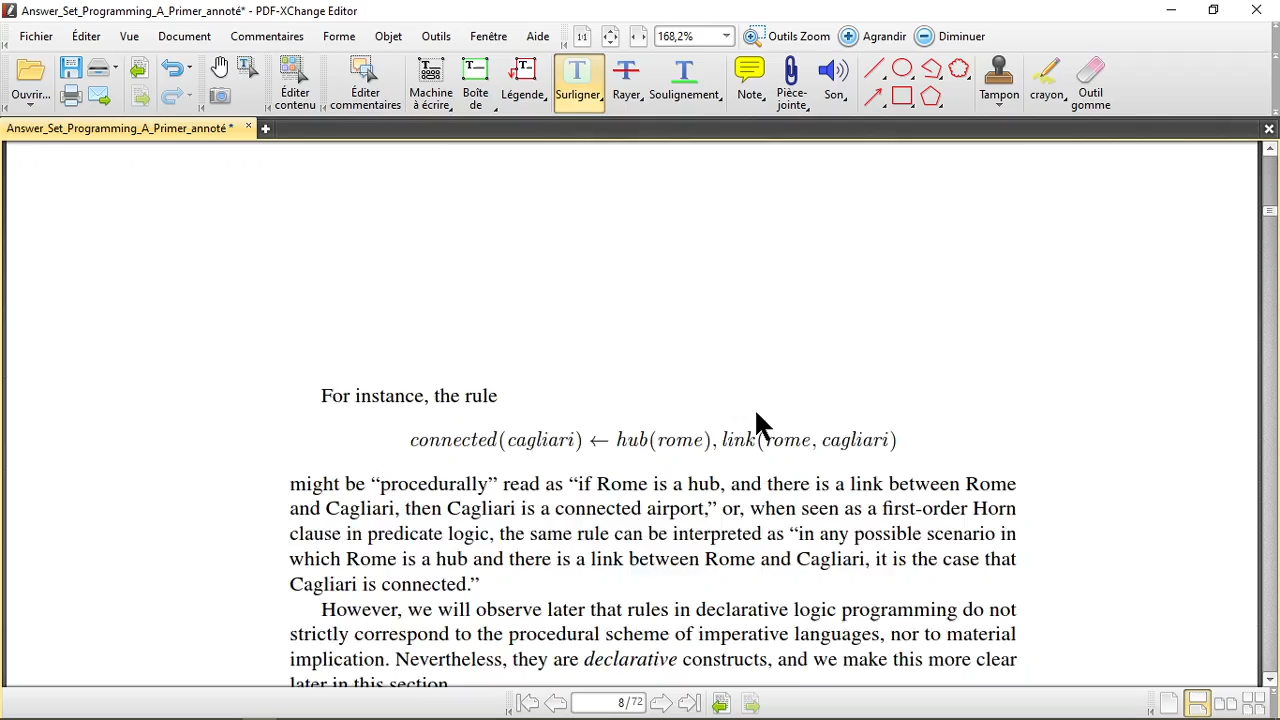 Answer_Set_Programming_A_Primer_annoté* - PDF-XChange Editor
Fichier Éditer Vue Document Commentaires Forme Objet Outils Fenêtre Aide 1:1 168,2% Outils Zoom Agrandir Diminuer
Ouvrir... Éditer contenu Éditer commentaires Machine à écrire Boîte de Légende Surligner Rayer Soulignement Note Pièce-jointe Son Tampon crayon Outil gomme
Answer_Set_Programming_A_Primer_annoté *
For instance, the rule
connected(cagliari) ← hub(rome), link(rome, cagliari)
might be “procedurally” read as “if Rome is a hub, and there is a link between Rome
and Cagliari, then Cagliari is a connected airport,” or, when seen as a first-order Horn
clause in predicate logic, the same rule can be interpreted as “in any possible scenario in
which Rome is a hub and there is a link between Rome and Cagliari, it is the case that
Cagliari is connected.”
However, we will observe later that rules in declarative logic programming do not
strictly correspond to the procedural scheme of imperative languages, nor to material
implication. Nevertheless, they are declarative constructs, and we make this more clear
later in this section.
8/72